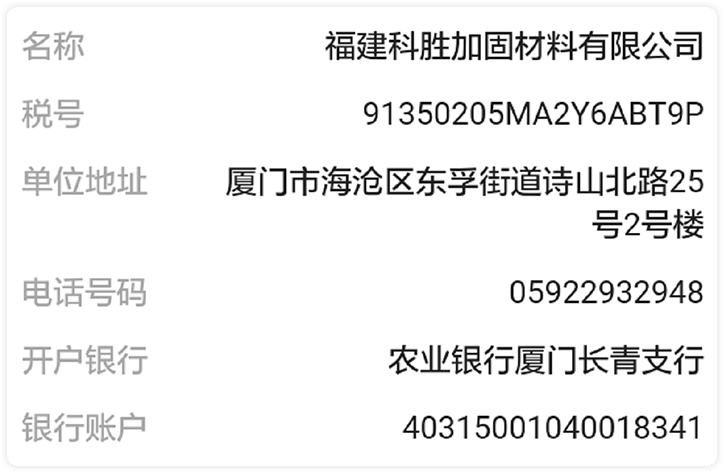 名称 福建科胜加固材料有限公司
税号 91350205MA2Y6ABT9P
单位地址 厦门市海沧区东孚街道诗山北路25
号2号楼
电话号码 05922932948
开户银行 农业银行厦门长青支行
银行账户 40315001040018341